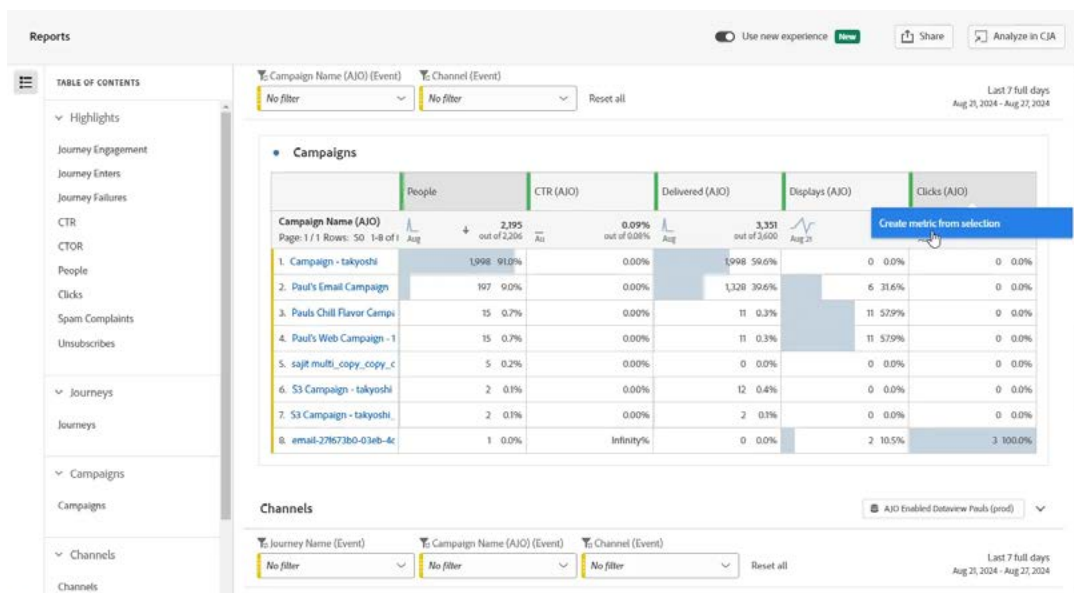 Reports
Use new experience New
Share
Analyze in CJA
TABLE OF CONTENTS
Highlights
Journey Engagement
Journey Enters
Journey Failures
CTR
CTOR
People
Clicks
Spam Complaints
Unsubscribes
Journeys
Journeys
Campaigns
Campaigns
Channels
Channels
Campaign Name (AJO) (Event) Channel (Event)
No filter No filter Reset all
Last 7 full days
Aug 21, 2024 - Aug 27, 2024
Campaigns
People CTR (AJO) Delivered (AJO) Displays (AJO) Clicks (AJO)
Create metric from selection
Campaign Name (AJO) 2,195 0.09% 3,351
Page: 1 / 1 Rows: 50 1-8 of Aug out of 2,206 Au out of 0.08% Aug out of 3,600 Aug 21
1. Campaign - takyoshi 1,998 91.0% 0.00% 1,998 59.6% 0 0.0% 0 0.0%
2. Paul's Email Campaign 197 9.0% 0.00% 1,328 39.6% 6 31.6% 0 0.0%
3. Pauls Chill Flavor Campa 15 0.7% 0.00% 11 0.3% 11 57.9% 0 0.0%
4. Paul's Web Campaign - 1 15 0.7% 0.00% 11 0.3% 11 57.9% 0 0.0%
5. sajit multi_copy_copy_c 5 0.2% 0.00% 0 0.0% 0 0.0% 0 0.0%
6. S3 Campaign - takyoshi 2 0.1% 0.00% 12 0.4% 0 0.0% 0 0.0%
7. S3 Campaign - takyoshi_ 2 0.1% 0.00% 2 0.1% 0 0.0% 0 0.0%
8. email-27f673b0-03eb-4c 1 0.0% Infinity% 0 0.0% 2 10.5% 3 100.0%
Channels
AJO Enabled Dataview Pauls (prod)
Journey Name (Event) Campaign Name (AJO) (Event) Channel (Event)
No filter No filter No filter Reset all
Last 7 full days
Aug 21, 2024 - Aug 27, 2024